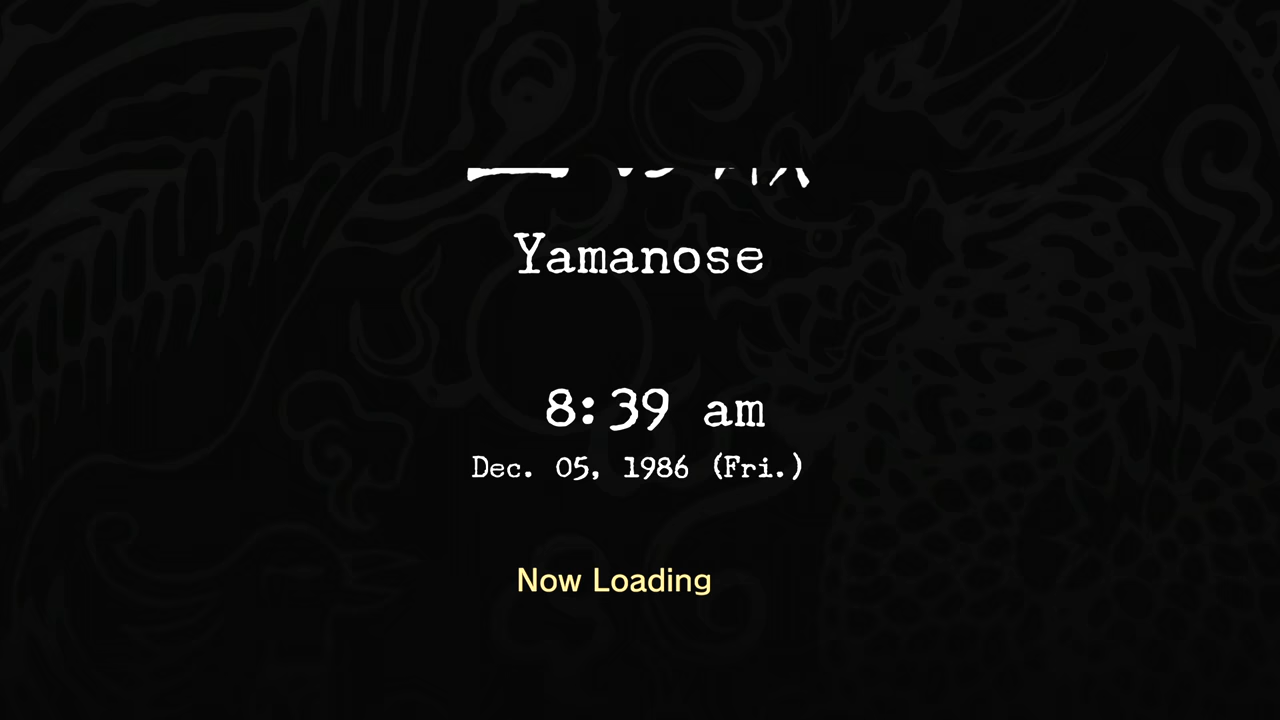 Yamanose
8:39 am
Dec. 05, 1986 (Fri.)
Now Loading